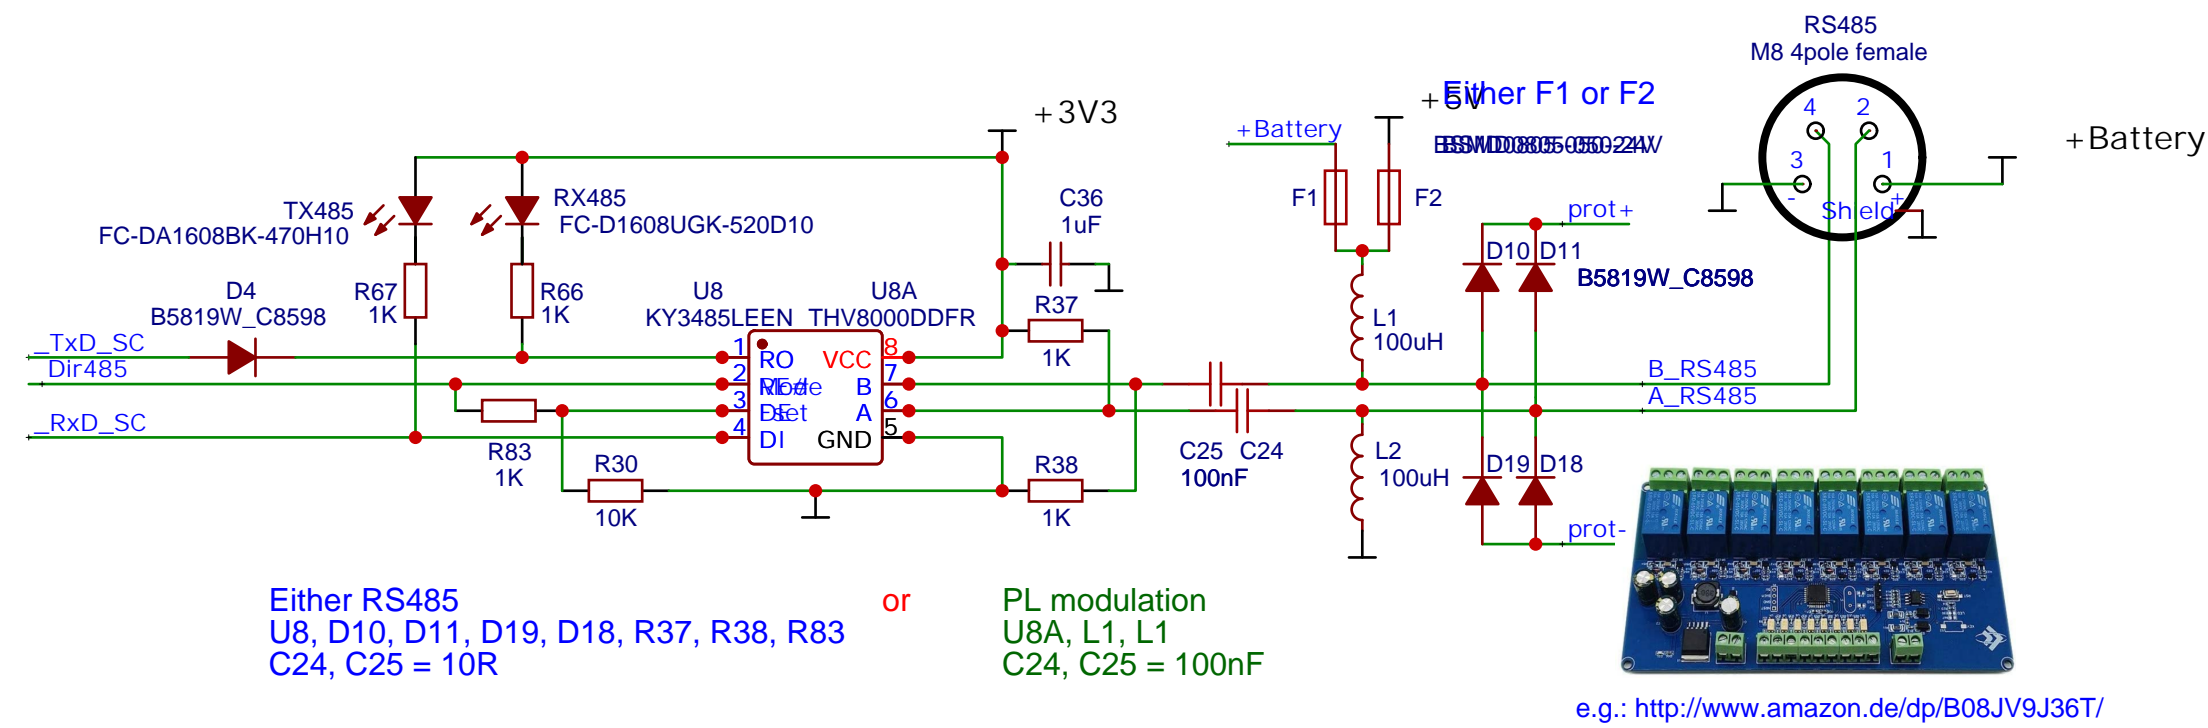 RS485
M8 4pole female
Either F1 or F2
+5V
+3V3
+Battery
+Battery
4
2
3
1
-
+
Shield
F1
F2
C36
1uF
TX485
FC-DA1608BK-470H10
RX485
FC-D1608UGK-520D10
prot+
D10
D11
B5819W_C8598
D4
B5819W_C8598
R67
1K
R66
1K
U8
KY3485LEEN
U8A
THV8000DDFR
R37
1K
L1
100uH
_TxD_SC
Dir485
_RxD_SC
1
RO
VCC
8
2
B
7
3
A
6
4
DI
GND
5
B_RS485
A_RS485
R83
1K
R30
10K
R38
1K
C25
C24
100nF
L2
100uH
D19
D18
prot-
Either RS485
or
PL modulation
U8, D10, D11, D19, D18, R37, R38, R83
U8A, L1, L1
C24, C25 = 10R
C24, C25 = 100nF
e.g.: http://www.amazon.de/dp/B08JV9J36T/